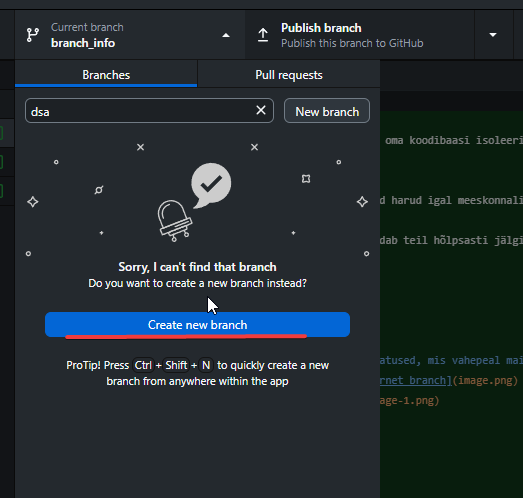 Current branch
branch_info
Publish branch
Publish this branch to GitHub
Branches
Pull requests
dsa
New branch
oma koodibaasi isoleeri
d harud igal meeskonnali
dab teil hõlpsasti jälgi
Sorry, I can't find that branch
Do you want to create a new branch instead?
Create new branch
ProTip! Press Ctrl + Shift + N to quickly create a new
branch from anywhere within the app
atused, mis vahepeal mai
rnet branch](image.png)
age-1.png)